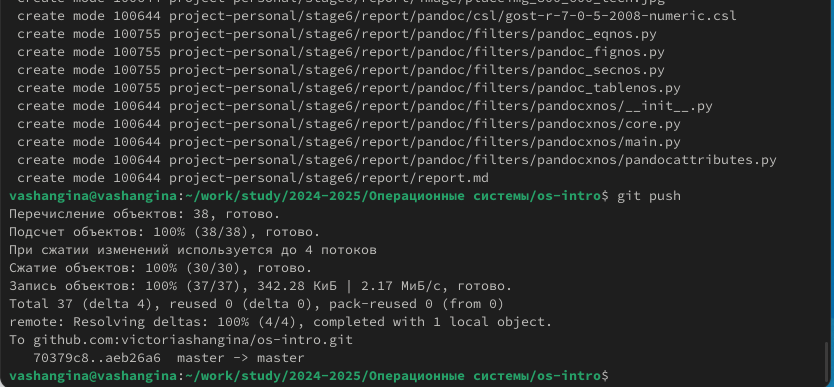 create mode 100644 project-personal/stage6/report/pandoc/csl/gost-r-7-0-5-2008-numeric.csl
create mode 100755 project-personal/stage6/report/pandoc/filters/pandoc_eqnos.py
create mode 100755 project-personal/stage6/report/pandoc/filters/pandoc_fignos.py
create mode 100755 project-personal/stage6/report/pandoc/filters/pandoc_secnos.py
create mode 100755 project-personal/stage6/report/pandoc/filters/pandoc_tablenos.py
create mode 100644 project-personal/stage6/report/pandoc/filters/pandocxnos/__init__.py
create mode 100644 project-personal/stage6/report/pandoc/filters/pandocxnos/core.py
create mode 100644 project-personal/stage6/report/pandoc/filters/pandocxnos/main.py
create mode 100644 project-personal/stage6/report/pandoc/filters/pandocxnos/pandocattributes.py
create mode 100644 project-personal/stage6/report/report.md
vashangina@vashangina:~/work/study/2024-2025/Операционные системы/os-intro$ git push
Перечисление объектов: 38, готово.
Подсчет объектов: 100% (38/38), готово.
При сжатии изменений используется до 4 потоков
Сжатие объектов: 100% (30/30), готово.
Запись объектов: 100% (37/37), 342.28 КиБ | 2.17 МиБ/с, готово.
Total 37 (delta 4), reused 0 (delta 0), pack-reused 0 (from 0)
remote: Resolving deltas: 100% (4/4), completed with 1 local object.
To github.com:victoriashangina/os-intro.git
70379c8..aeb26a6 master -> master
vashangina@vashangina:~/work/study/2024-2025/Операционные системы/os-intro$